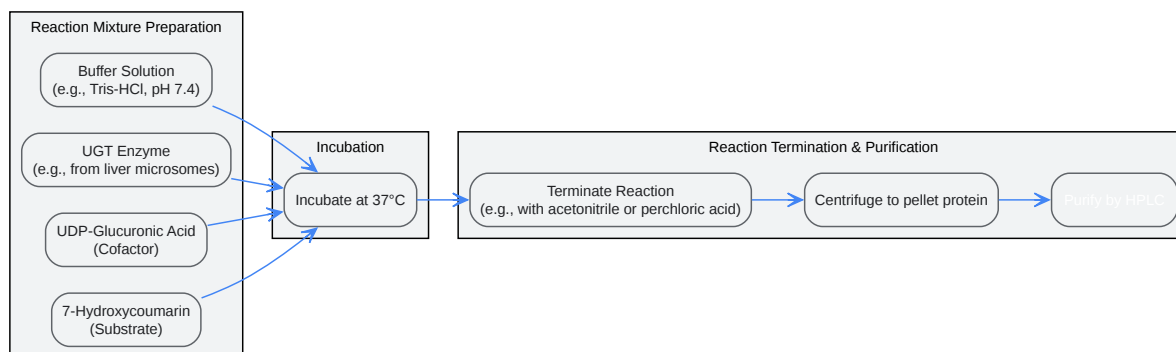 Reaction Mixture Preparation
Buffer Solution
(e.g., Tris-HCl, pH 7.4)
UGT Enzyme
(e.g., from liver microsomes)
UDP-Glucuronic Acid
(Cofactor)
7-Hydroxycoumarin
(Substrate)
Incubation
Incubate at 37°C
Reaction Termination & Purification
Terminate Reaction
(e.g., with acetonitrile or perchloric acid)
Centrifuge to pellet protein
Purify by HPLC